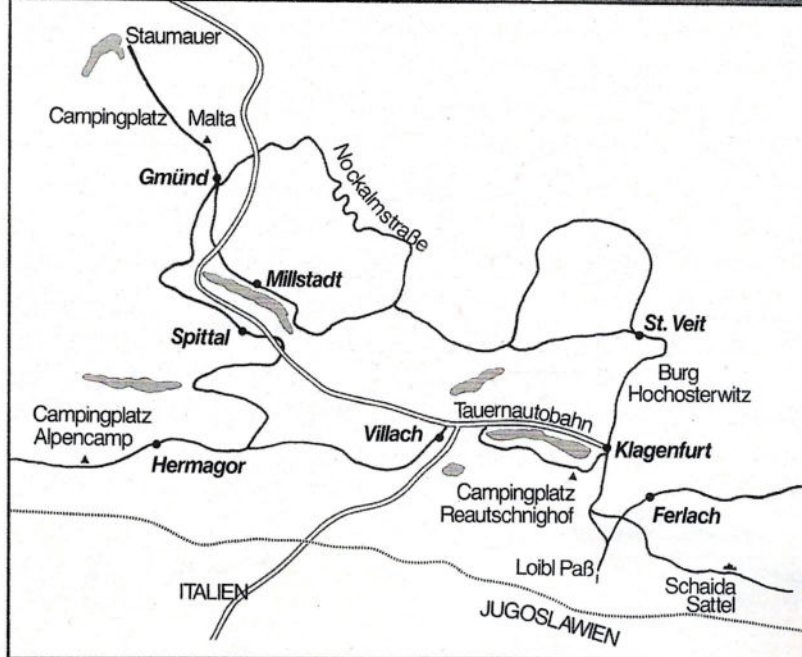 Staumauer
Campingplatz
Malta
Gmünd
Nockalmstraße
Millstadt
Spittal
St. Veit
Burg
Hochosterwitz
Campingplatz
Alpencamp
Hermagor
Villach
Tauernautobahn
Klagenfurt
Campingplatz
Reautschnighof
Ferlach
Loibl Paß
Schaida
Sattel
ITALIEN
JUGOSLAWIEN